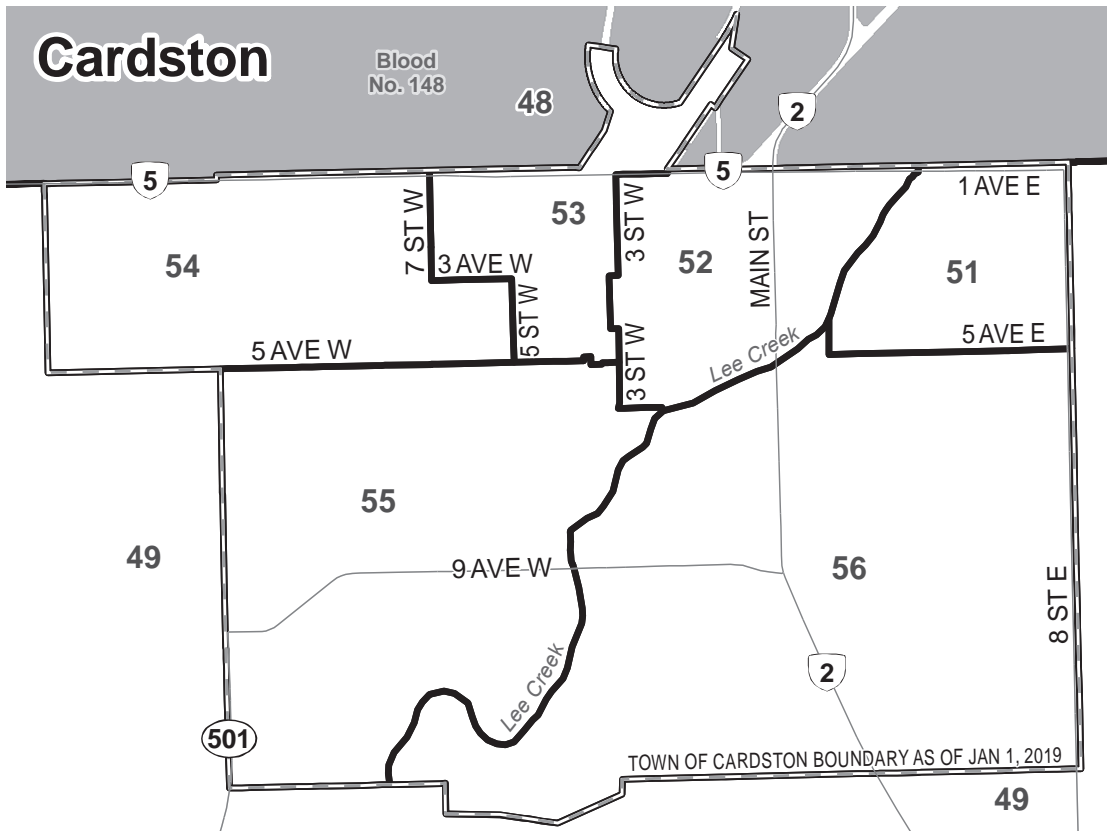 Cardston
Blood
No. 148
48
2
5
5
1 AVE E
7 ST W
53
3 ST W
MAIN ST
54
3 AVE W
52
51
5 ST W
5 AVE W
3 ST W
Lee Creek
5 AVE E
55
49
9 AVE W
56
8 ST E
Lee Creek
2
501
TOWN OF CARDSTON BOUNDARY AS OF JAN 1, 2019
49